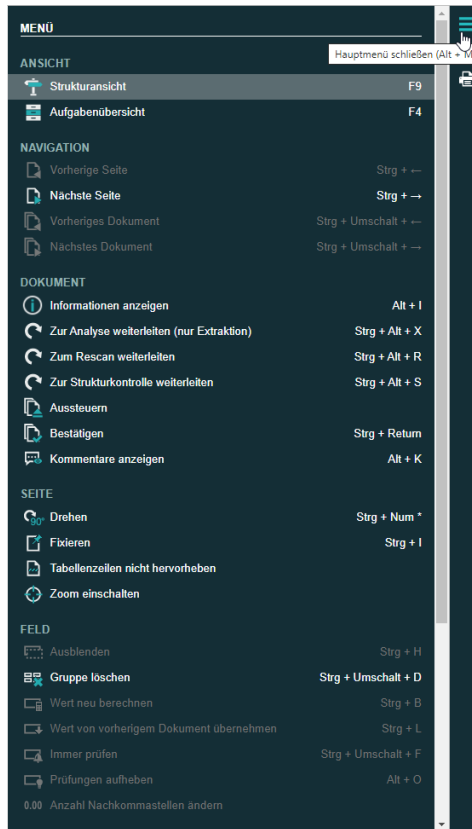 MENÜ
Hauptmenü schließen (Alt + M
ANSICHT
Strukturansicht F9
Aufgabenübersicht F4
NAVIGATION
Vorherige Seite Strg + ←
Nächste Seite Strg + →
Vorheriges Dokument Strg + Umschalt + ←
Nächstes Dokument Strg + Umschalt + →
DOKUMENT
Informationen anzeigen Alt + I
Zur Analyse weiterleiten (nur Extraktion) Strg + Alt + X
Zum Rescan weiterleiten Strg + Alt + R
Zur Strukturkontrolle weiterleiten Strg + Alt + S
Aussteuern
Bestätigen Strg + Return
Kommentare anzeigen Alt + K
SEITE
90° Drehen Strg + Num *
Fixieren Strg + I
Tabellenzeilen nicht hervorheben
Zoom einschalten
FELD
Ausblenden Strg + H
Gruppe löschen Strg + Umschalt + D
Wert neu berechnen Strg + B
Wert von vorherigem Dokument übernehmen Strg + L
Immer prüfen Strg + Umschalt + F
Prüfungen aufheben Alt + O
0.00 Anzahl Nachkommastellen ändern